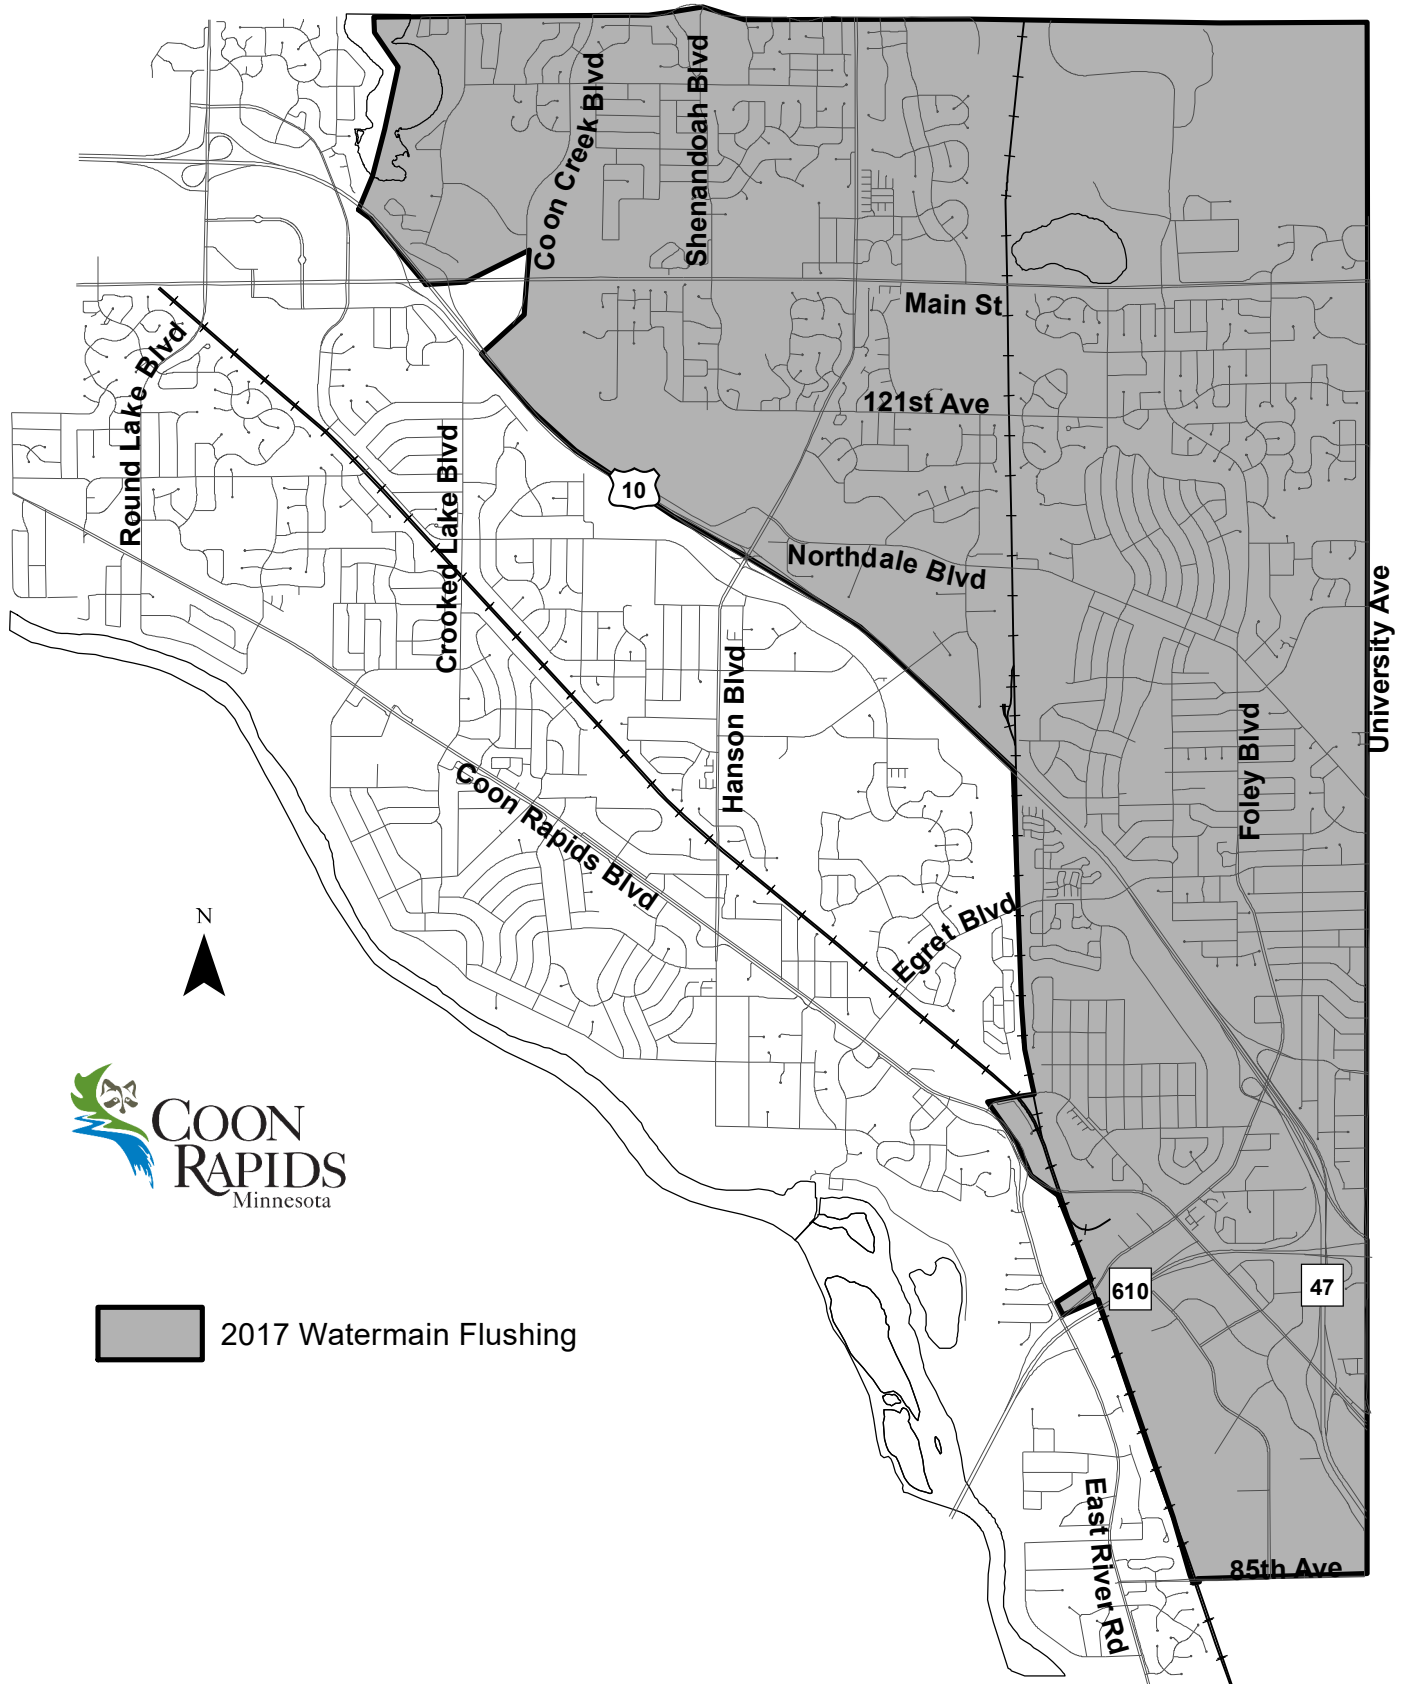 Coon Creek Blvd
Shenandoah Blvd
Main St
Round Lake Blvd
121st Ave
Crooked Lake Blvd
10
Northdale Blvd
University Ave
Hanson Blvd
Foley Blvd
Coon Rapids Blvd
Egret Blvd
N
COON
RAPIDS
Minnesota
610
47
2017 Watermain Flushing
East River Rd
85th Ave